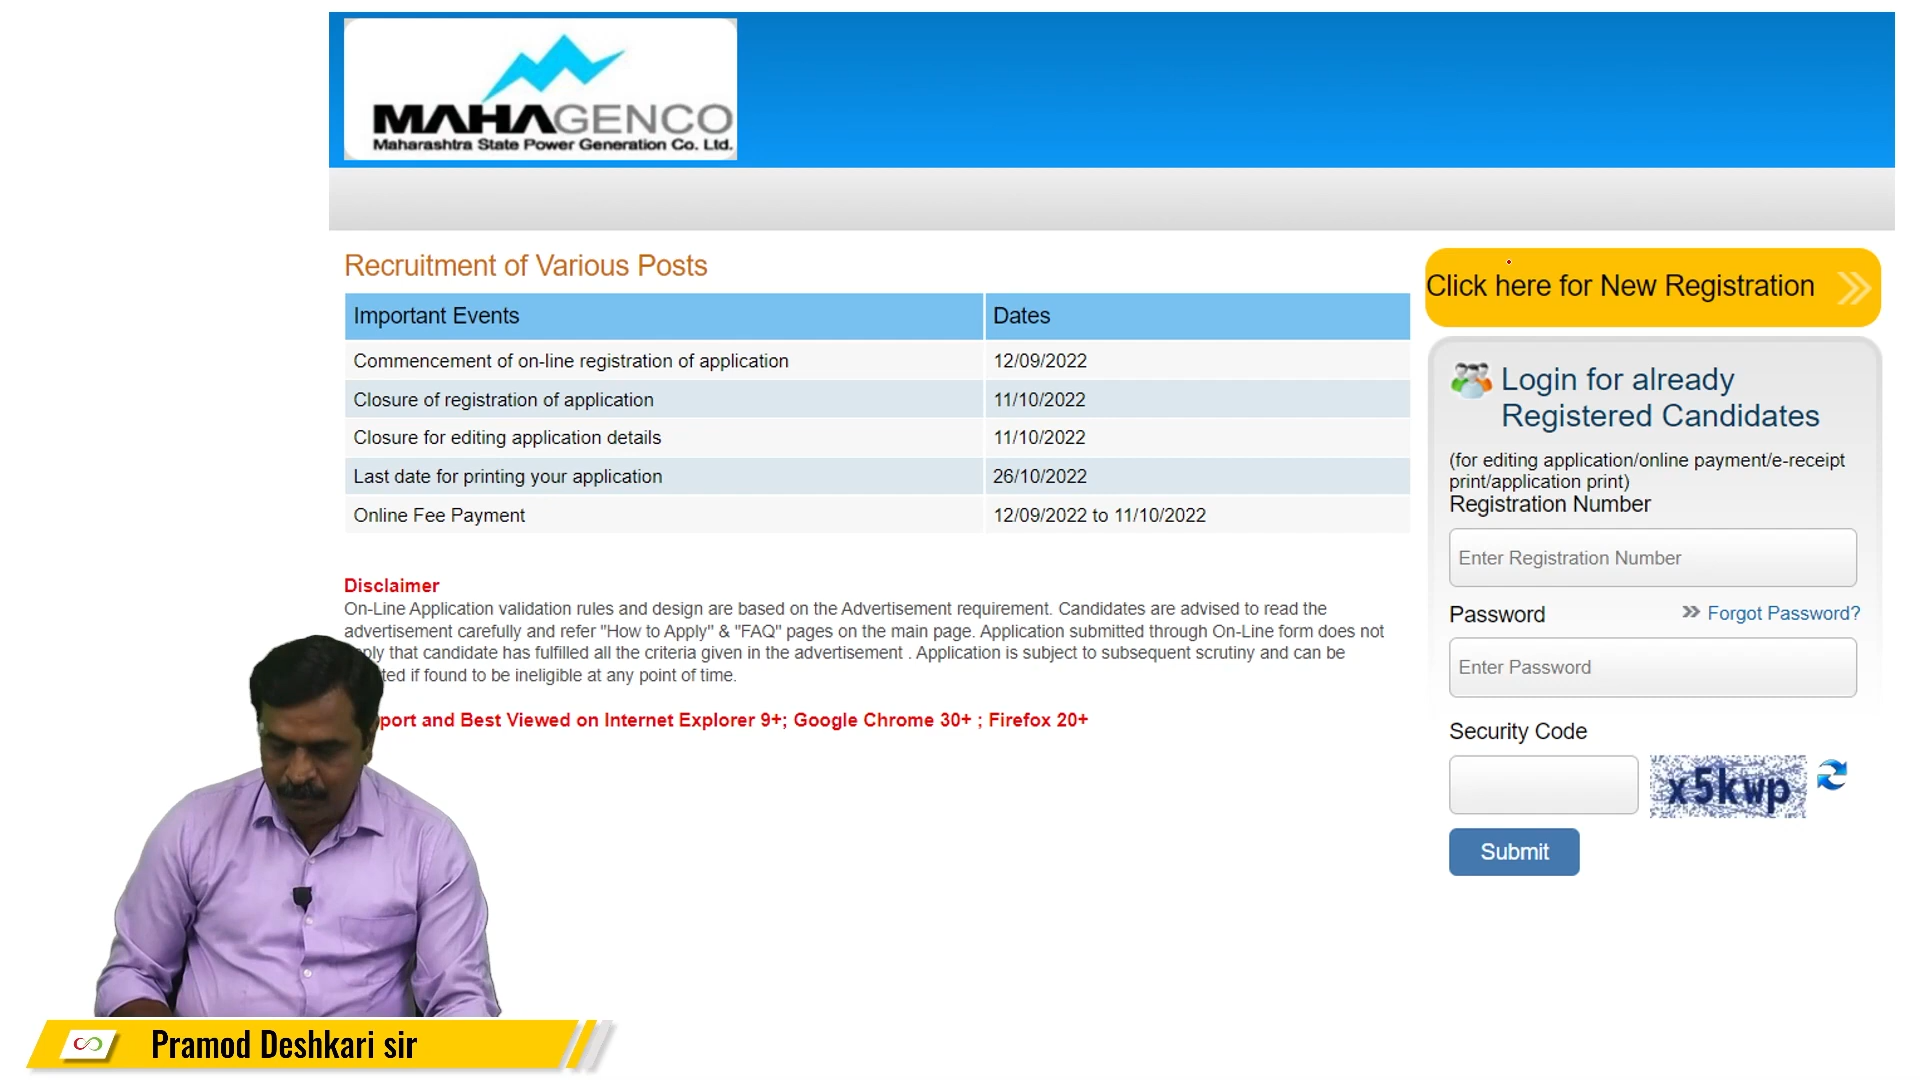 MAHAGENCO
Maharashtra State Power Generation Co. Ltd.
Recruitment of Various Posts
Important Events Dates
Commencement of on-line registration of application 12/09/2022
Closure of registration of application 11/10/2022
Closure for editing application details 11/10/2022
Last date for printing your application 26/10/2022
Online Fee Payment 12/09/2022 to 11/10/2022
Disclaimer
On-Line Application validation rules and design are based on the Advertisement requirement. Candidates are advised to read the
advertisement carefully and refer "How to Apply" & "FAQ" pages on the main page. Application submitted through On-Line form does not
that candidate has fulfilled all the criteria given in the advertisement . Application is subject to subsequent scrutiny and can be
if found to be ineligible at any point of time.
and Best Viewed on Internet Explorer 9+; Google Chrome 30+ ; Firefox 20+
Click here for New Registration
Login for already
Registered Candidates
(for editing application/online payment/e-receipt
print/application print)
Registration Number
Enter Registration Number
Password » Forgot Password?
Enter Password
Security Code
x5kwp
Submit
Pramod Deshkari sir